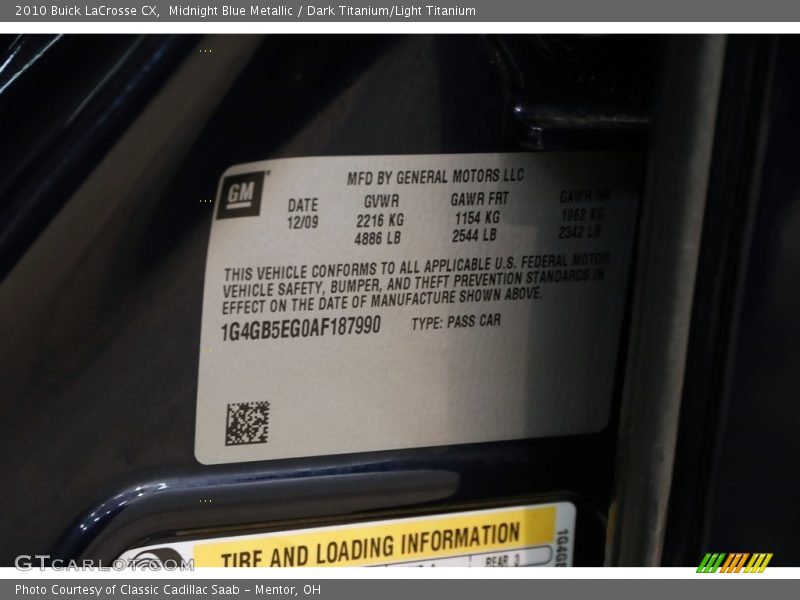 2010 Buick LaCrosse CX, Midnight Blue Metallic / Dark Titanium/Light Titanium
GM
MFD BY GENERAL MOTORS LLC
DATE GVWR GAWR FRT GAWR RR
12/09 2216 KG 1154 KG 1062 KG
4886 LB 2544 LB 2342 LB
THIS VEHICLE CONFORMS TO ALL APPLICABLE U.S. FEDERAL MOTOR
VEHICLE SAFETY, BUMPER, AND THEFT PREVENTION STANDARDS IN
EFFECT ON THE DATE OF MANUFACTURE SHOWN ABOVE.
1G4GB5EG0AF187990 TYPE: PASS CAR
TIRE AND LOADING INFORMATION
REAR 3
GTCARLOT.COM
Photo Courtesy of Classic Cadillac Saab - Mentor, OH